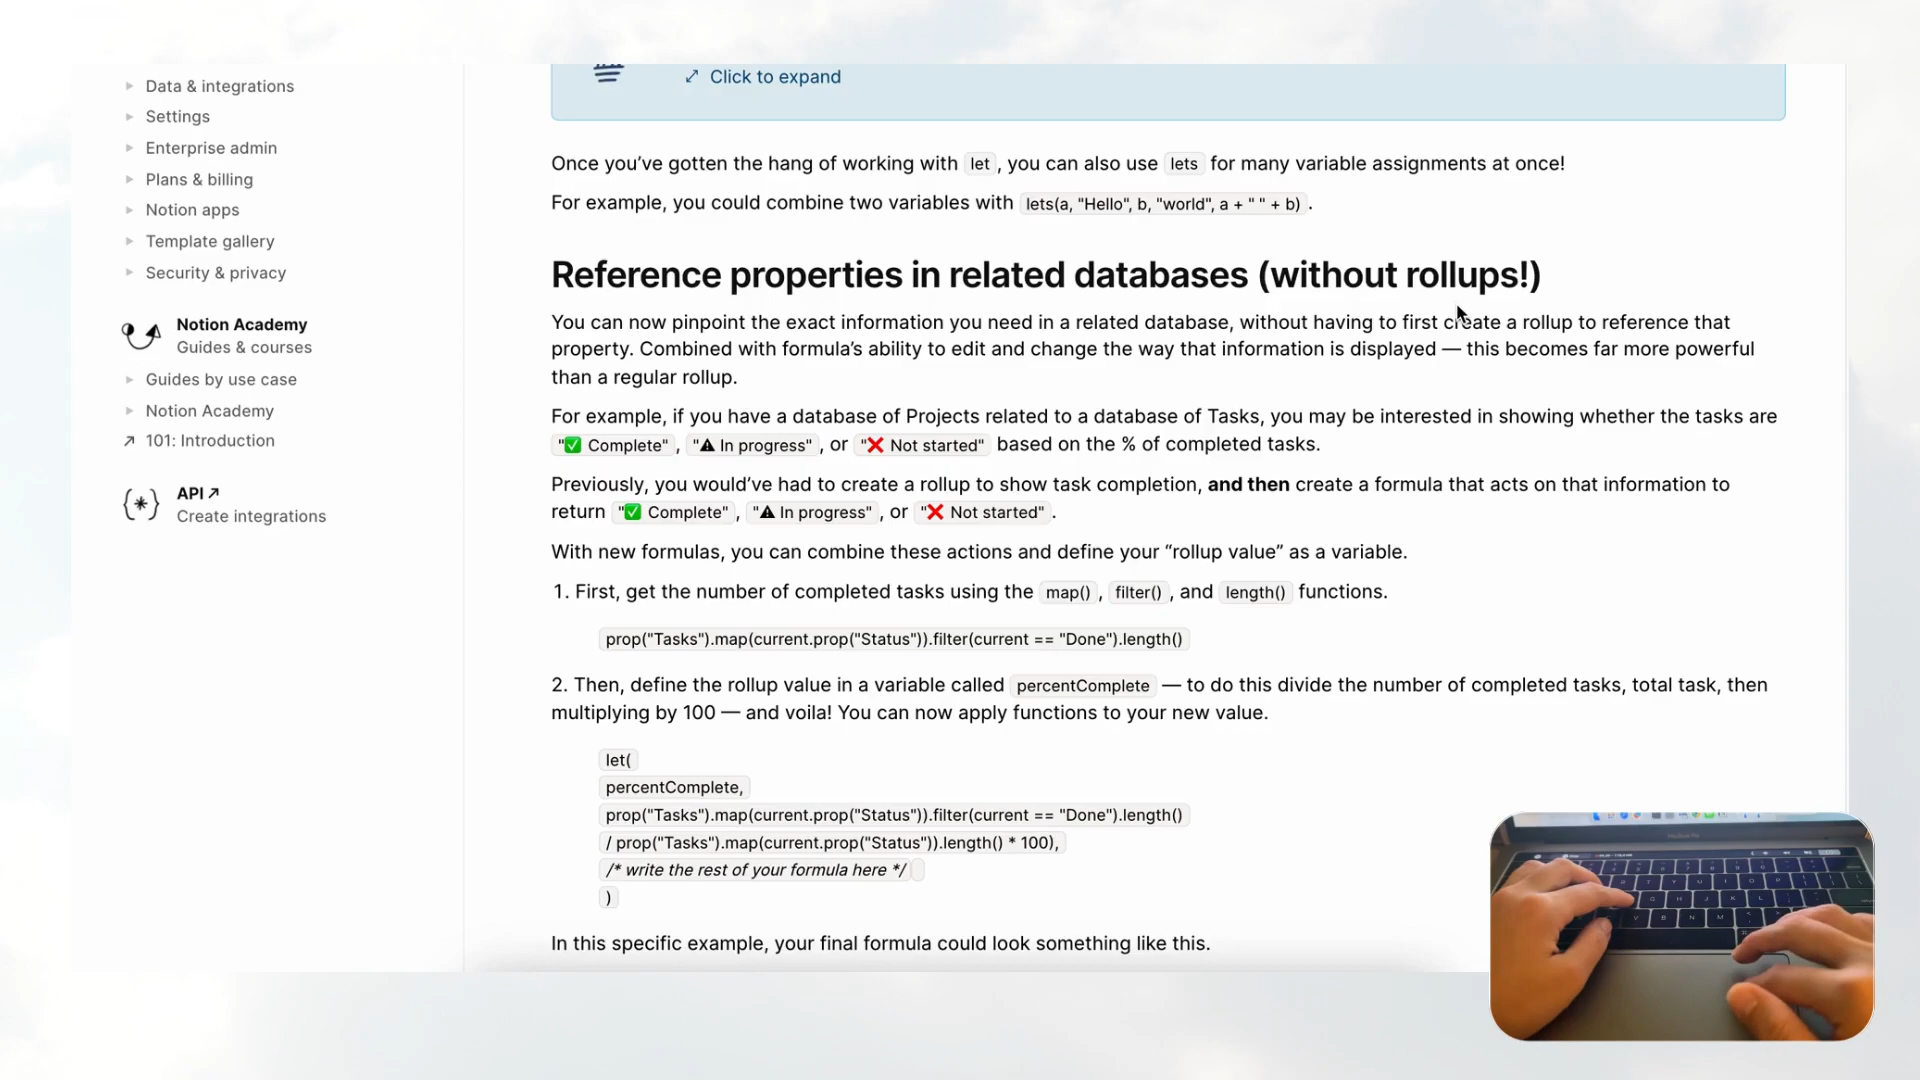 Data & integrations
Settings
Enterprise admin
Plans & billing
Notion apps
Template gallery
Security & privacy
Notion Academy
Guides & courses
Guides by use case
Notion Academy
101: Introduction
API ↗
Create integrations
Click to expand
Once you’ve gotten the hang of working with let, you can also use lets for many variable assignments at once!
For example, you could combine two variables with lets(a, "Hello", b, "world", a + " " + b).
Reference properties in related databases (without rollups!)
You can now pinpoint the exact information you need in a related database, without having to first create a rollup to reference that
property. Combined with formula’s ability to edit and change the way that information is displayed — this becomes far more powerful
than a regular rollup.
For example, if you have a database of Projects related to a database of Tasks, you may be interested in showing whether the tasks are
"✅ Complete", "⚠ In progress", or "❌ Not started" based on the % of completed tasks.
Previously, you would’ve had to create a rollup to show task completion, and then create a formula that acts on that information to
return "✅ Complete", "⚠ In progress", or "❌ Not started".
With new formulas, you can combine these actions and define your “rollup value” as a variable.
1. First, get the number of completed tasks using the map(), filter(), and length() functions.
prop("Tasks").map(current.prop("Status")).filter(current == "Done").length()
2. Then, define the rollup value in a variable called percentComplete — to do this divide the number of completed tasks, total task, then
multiplying by 100 — and voila! You can now apply functions to your new value.
let(
percentComplete,
prop("Tasks").map(current.prop("Status")).filter(current == "Done").length()
/ prop("Tasks").map(current.prop("Status")).length() * 100),
/* write the rest of your formula here */
)
In this specific example, your final formula could look something like this.